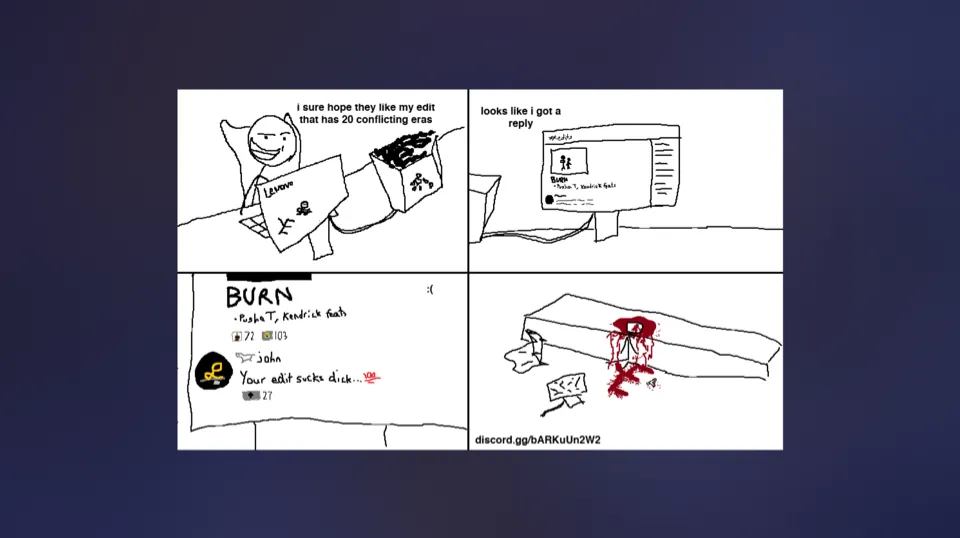 i sure hope they like my edit
that has 20 conflicting eras
Lenovo
YE
looks like i got a
reply
BURN
• Pusha T, Kendrick feats
BURN
:(
• Pusha T, Kendrick feats
72 103
john
Your edit sucks dick... 100
27
discord.gg/bARKuUn2W2